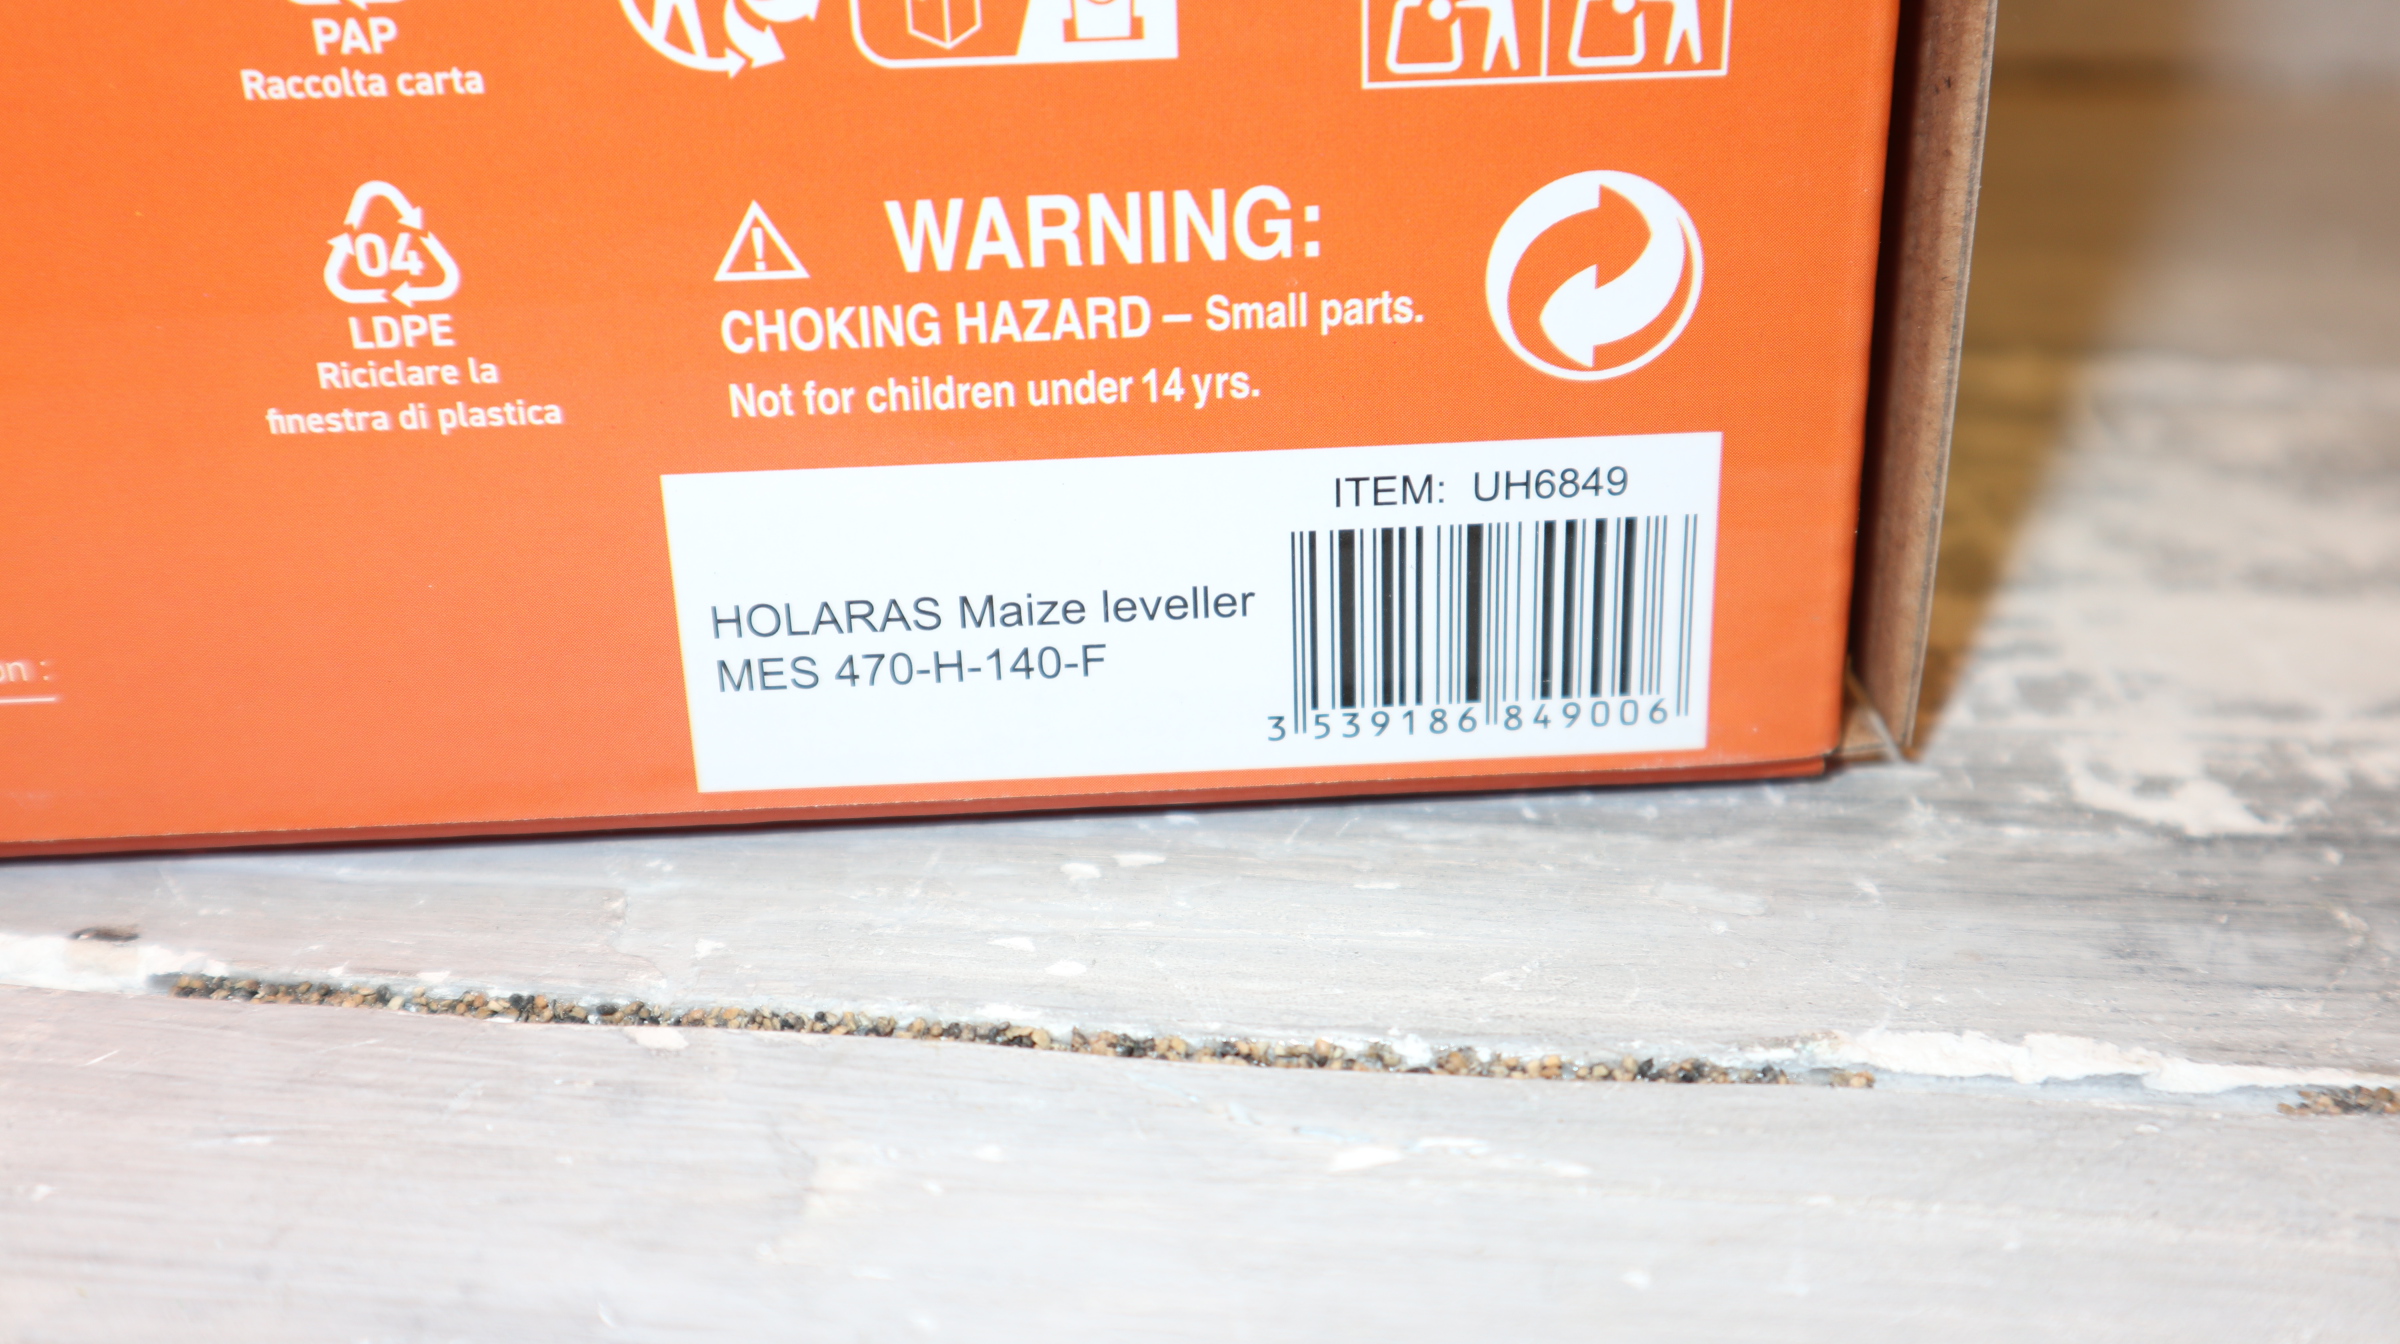 PAP
Raccolta carta
04
LDPE
Riciclare la
finestra di plastica
WARNING:
CHOKING HAZARD – Small parts.
Not for children under 14 yrs.
ITEM: UH6849
HOLARAS Maize leveller
MES 470-H-140-F
3 539186 849006